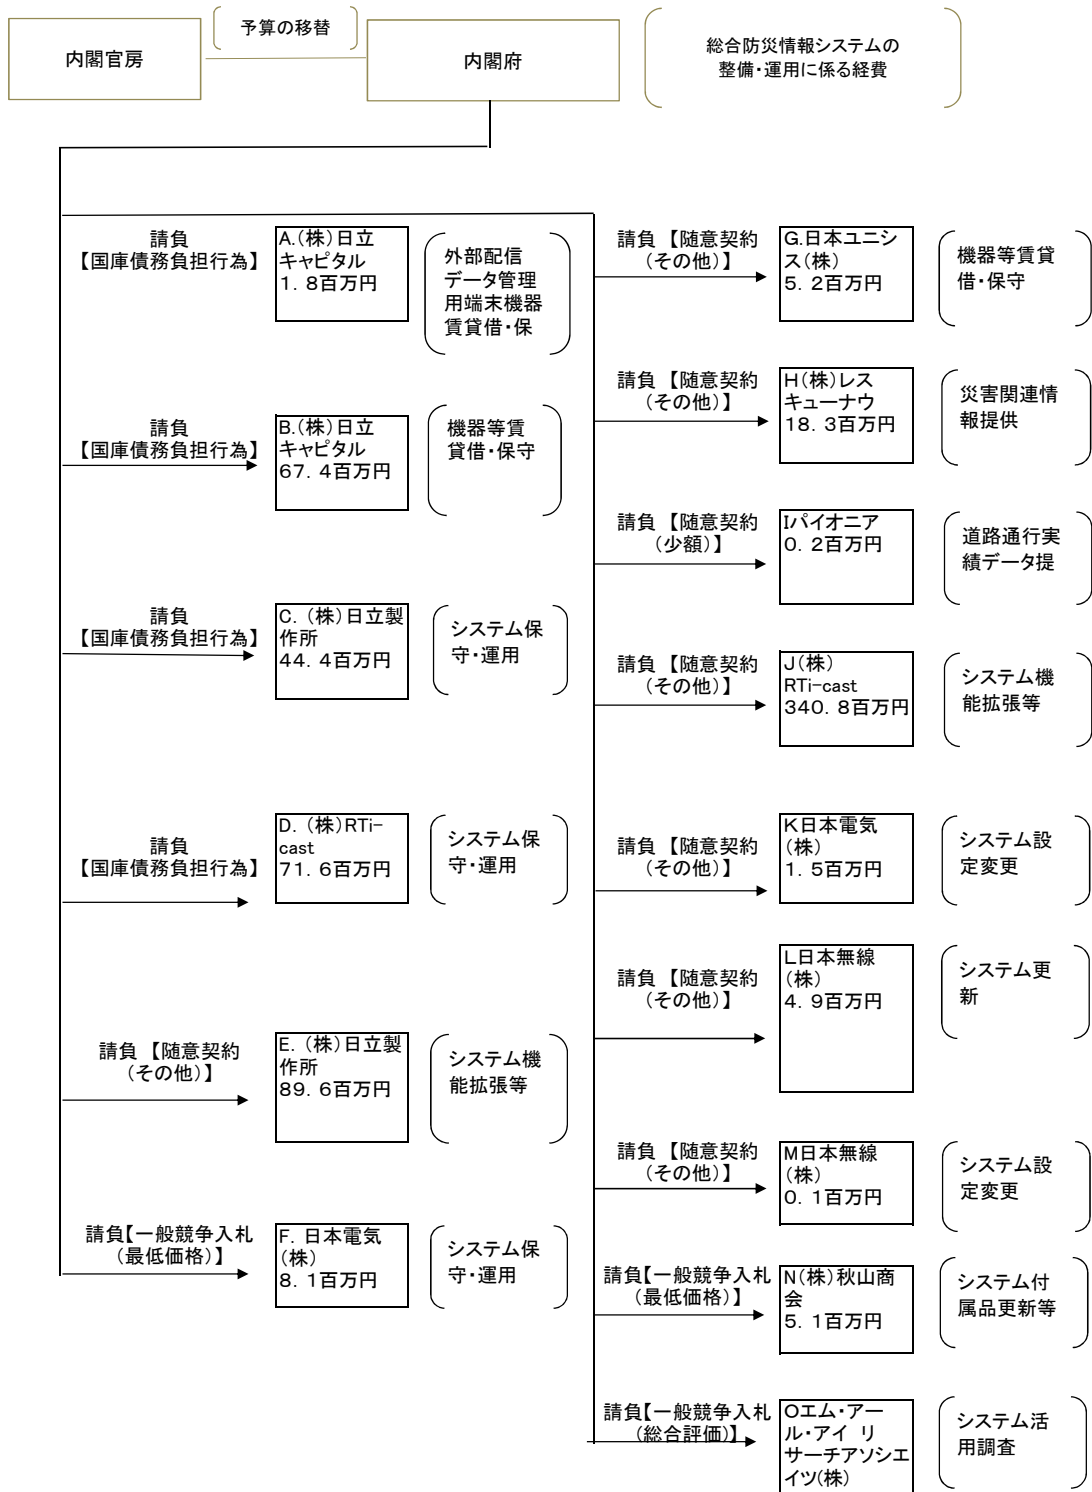 予算の移替
内閣官房
内閣府
総合防災情報システムの
整備・運用に係る経費
請負
【国庫債務負担行為】
A.(株)日立
キャピタル
1.8百万円
外部配信
データ管理
用端末機器
賃貸借・保
請負
【国庫債務負担行為】
B.(株)日立
キャピタル
67.4百万円
機器等賃
貸借・保守
請負
【国庫債務負担行為】
C.(株)日立製
作所
44.4百万円
システム保
守・運用
請負
【国庫債務負担行為】
D.(株)RTi-
cast
71.6百万円
システム保
守・運用
請負 【随意契約
(その他)】
E.(株)日立製
作所
89.6百万円
システム機
能拡張等
請負【一般競争入札
(最低価格)】
F.日本電気
(株)
8.1百万円
システム保
守・運用
請負 【随意契約
(その他)】
G.日本ユニシ
ス(株)
5.2百万円
機器等賃貸
借・保守
請負 【随意契約
(その他)】
H(株)レス
キューナウ
18.3百万円
災害関連情
報提供
請負 【随意契約
(少額)】
Iパイオニア
0.2百万円
道路通行実
績データ提
請負 【随意契約
(その他)】
J(株)
RTi-cast
340.8百万円
システム機
能拡張等
請負 【随意契約
(その他)】
K日本電気
(株)
1.5百万円
システム設
定変更
請負 【随意契約
(その他)】
L日本無線
(株)
4.9百万円
システム更
新
請負 【随意契約
(その他)】
M日本無線
(株)
0.1百万円
システム設
定変更
請負【一般競争入札
(最低価格)】
N(株)秋山商
会
5.1百万円
システム付
属品更新等
請負【一般競争入札
(総合評価)】
Oエム・アー
ル・アイ リ
サーチアソシエ
イツ(株)
システム活
用調査